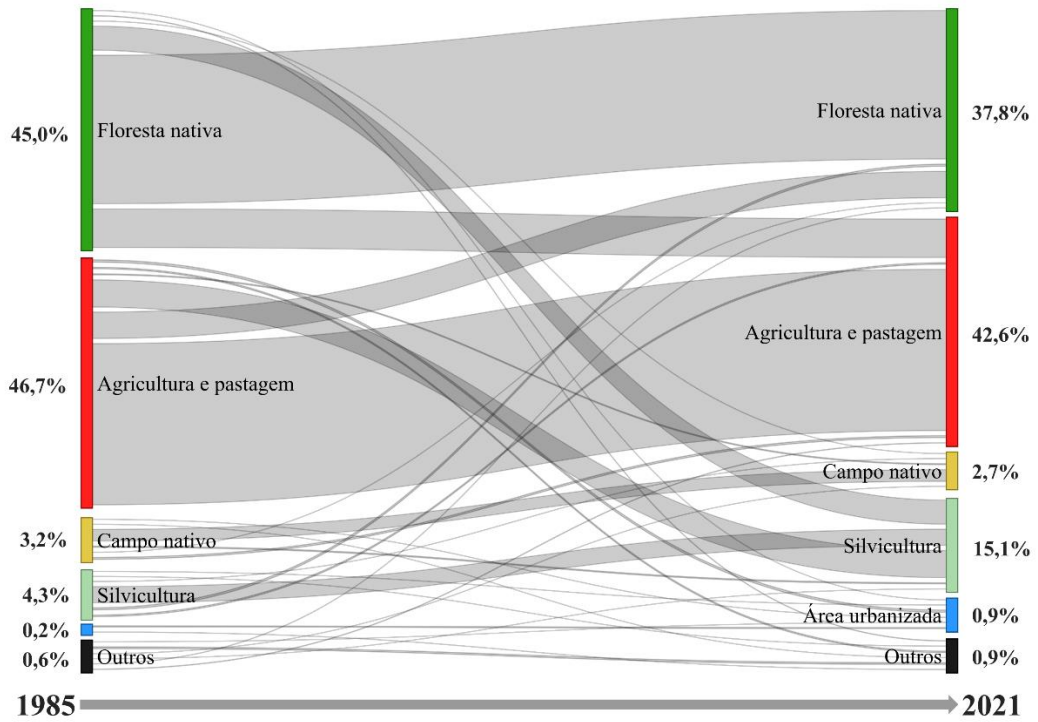 45,0%
Floresta nativa
46,7%
Agricultura e pastagem
3,2%
Campo nativo
4,3%
Silvicultura
0,2%
0,6%
Outros
1985
Floresta nativa
37,8%
Agricultura e pastagem
42,6%
Campo nativo
2,7%
Silvicultura
15,1%
Área urbanizada
0,9%
Outros
0,9%
2021